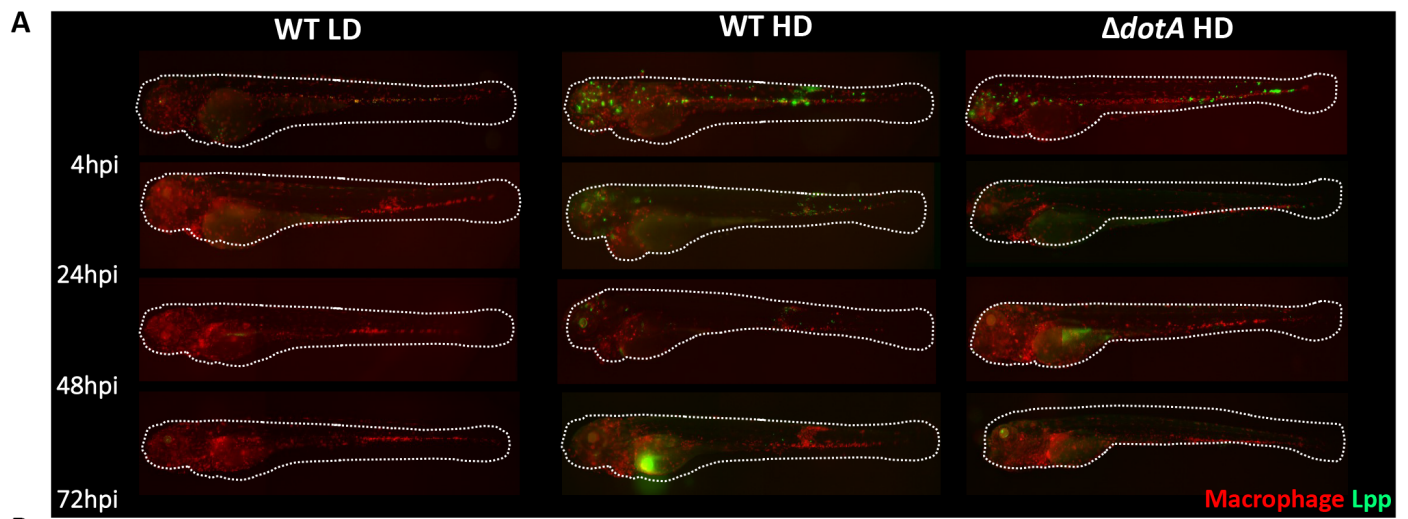 A
WT LD
WT HD
ΔdotA HD
4hpi
24hpi
48hpi
72hpi
Macrophage Lpp